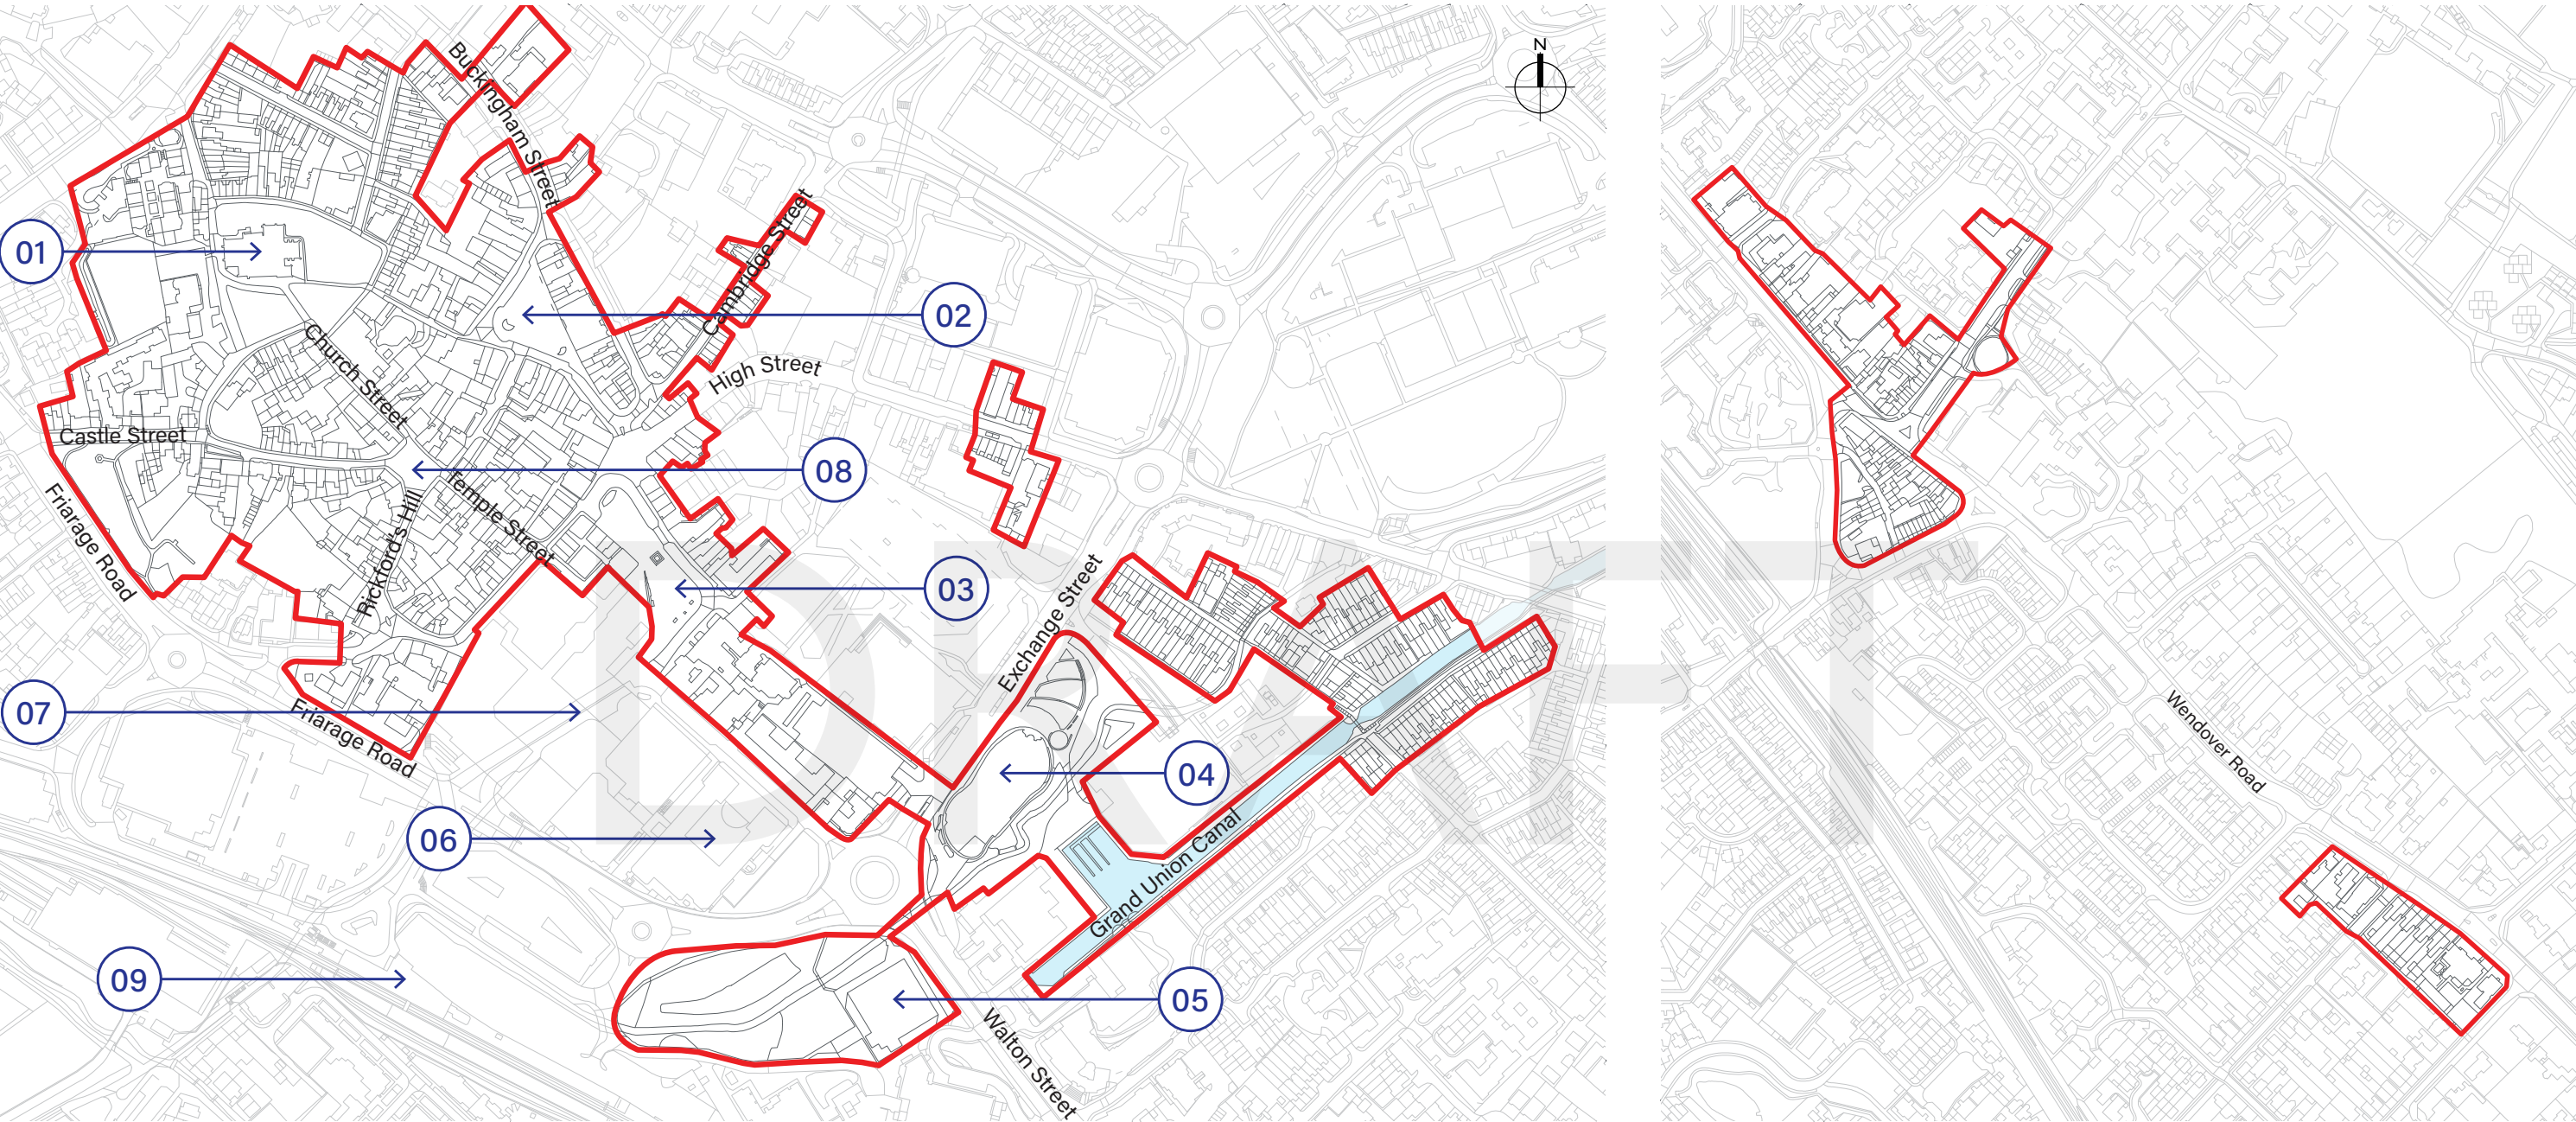 N
Buckingham Street
Cambridge Street
01
02
Church Street
High Street
Castle Street
08
Temple Street
Rickford's Hill
Friarage Road
03
Exchange Street
DRAFT
07
Friarage Road
Wendover Road
04
06
Grand Union Canal
09
05
Walton Street